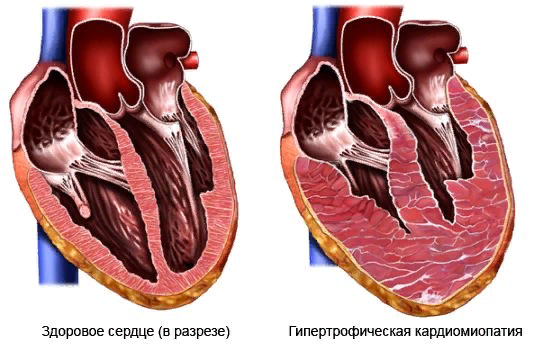 Здоровое сердце (в разрезе)
Гипертрофическая кардиомиопатия